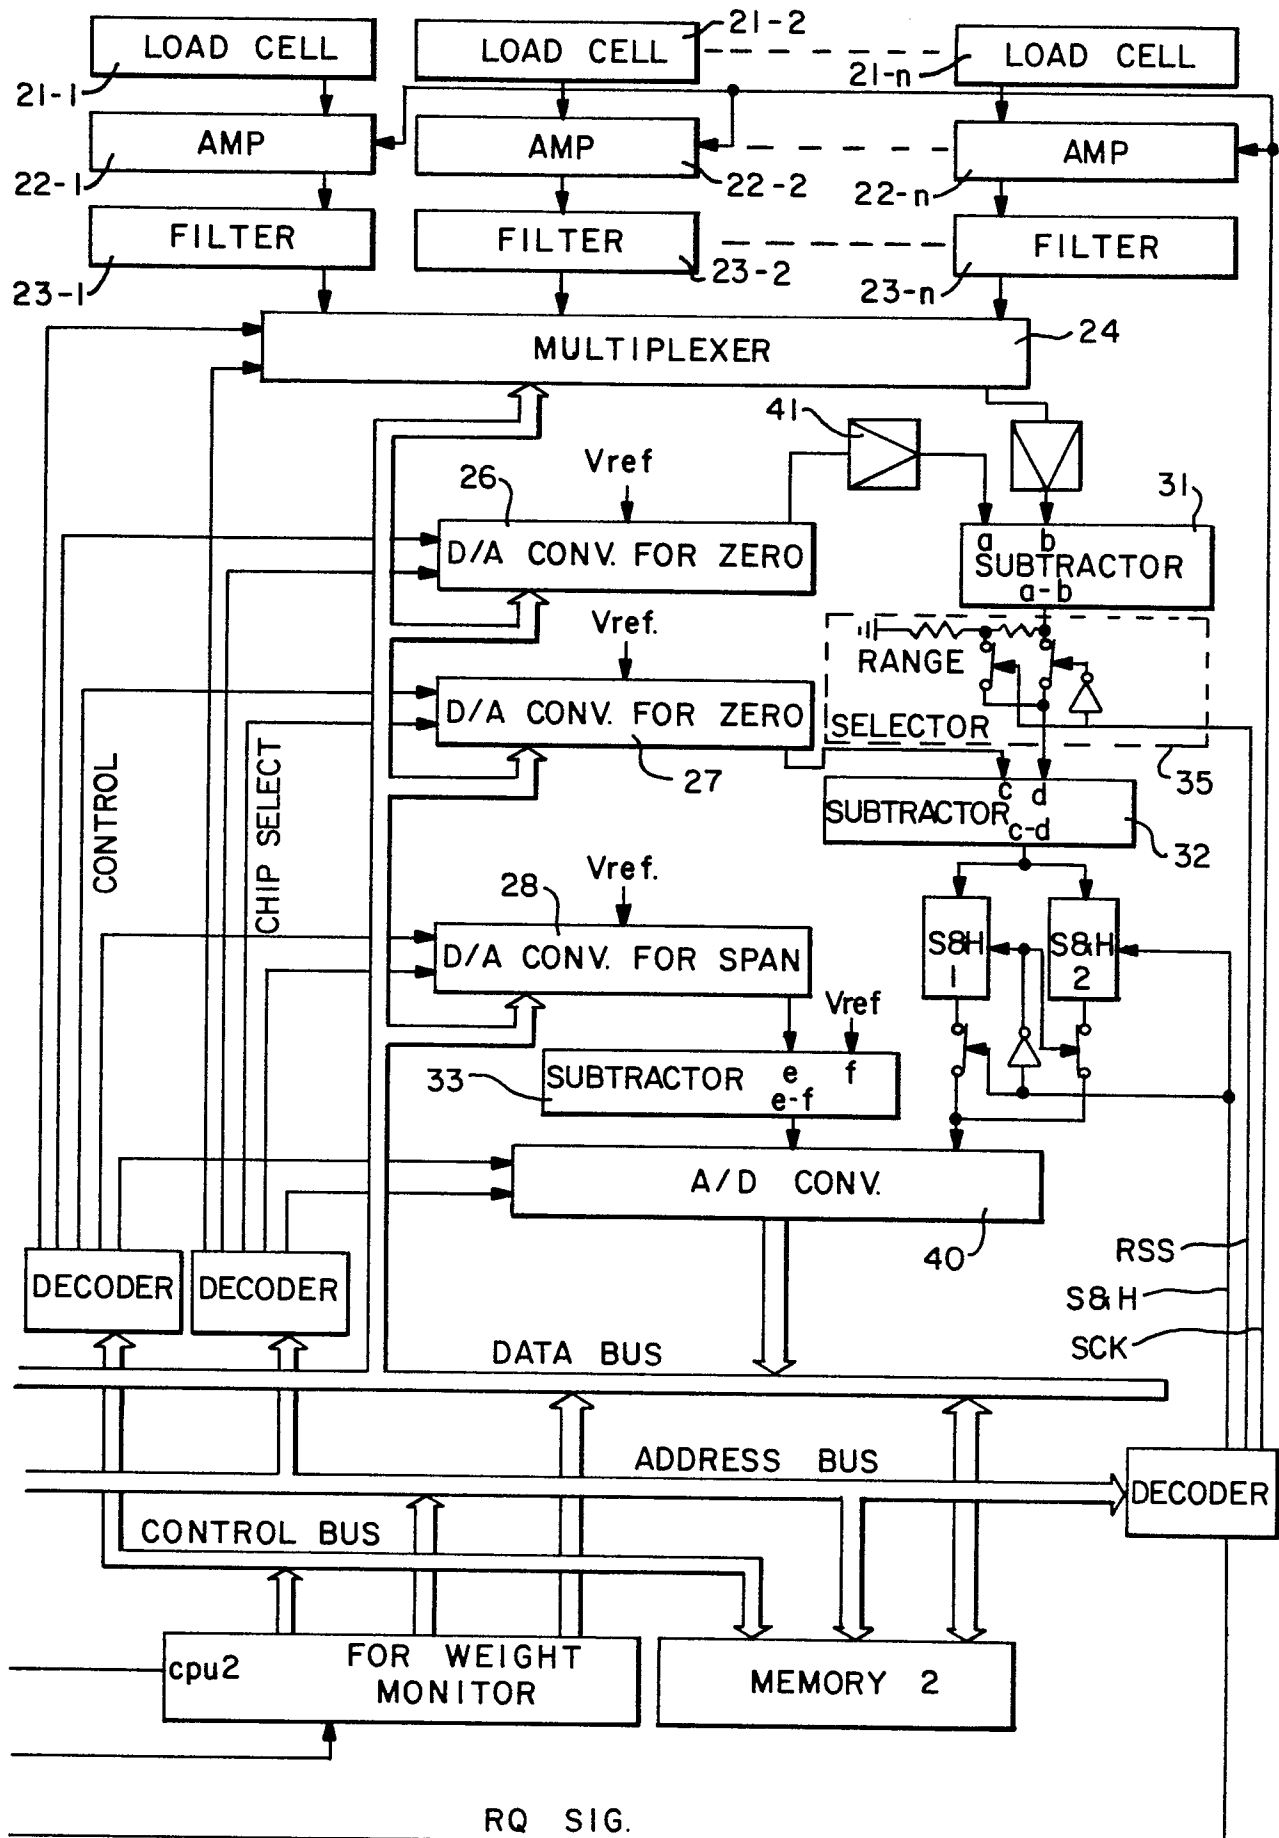 LOAD CELL
LOAD CELL
21-2
LOAD CELL
21-1
21-n
AMP
AMP
AMP
22-1
22-2
22-n
FILTER
FILTER
FILTER
23-1
23-2
23-n
MULTIPLEXER
24
41
Vref
26
31
D/A CONV. FOR ZERO
a b
SUBTRACTOR
a-b
Vref.
RANGE
SELECTOR
D/A CONV. FOR ZERO
27
35
CONTROL
CHIP SELECT
c d
SUBTRACTOR
c-d
32
Vref.
28
D/A CONV. FOR SPAN
S&H
1
S&H
2
Vref
33
SUBTRACTOR e f
e-f
A/D CONV.
40
RSS
S&H
SCK
DECODER
DECODER
DATA BUS
ADDRESS BUS
DECODER
CONTROL BUS
cpu2
FOR WEIGHT
MONITOR
MEMORY 2
RQ SIG.